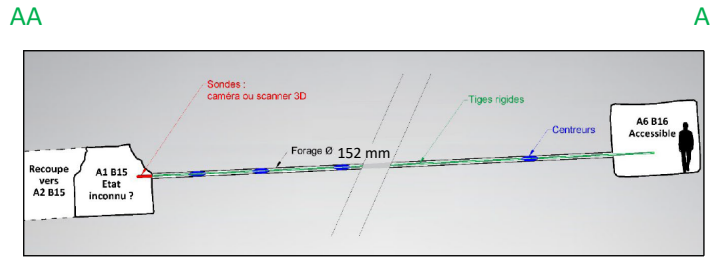 AA
A
Sondes :
caméra ou scanner 3D
Tiges rigides
A6 B16
Accessible
Centreurs
Forage Ø 152 mm
Recoupe
vers
A2 B15
A1 B15
Etat
inconnu ?